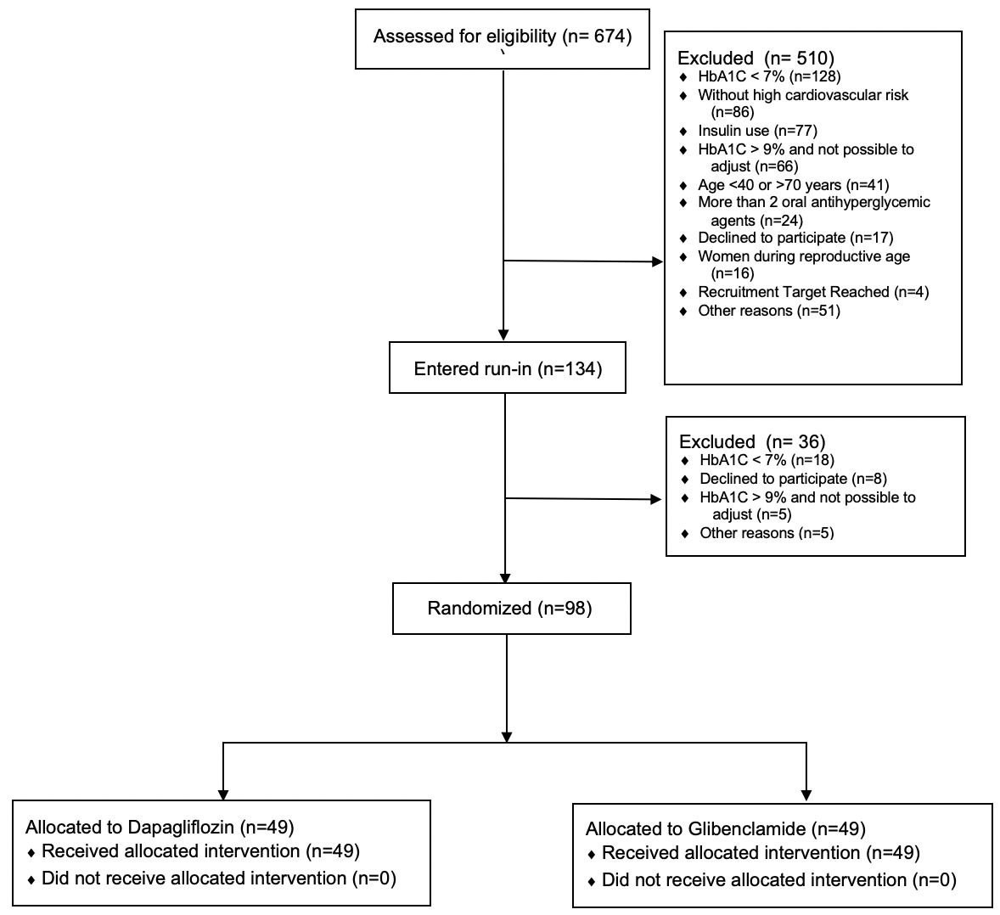 Assessed for eligibility (n= 674)
Excluded (n= 510)
♦ HbA1C < 7% (n=128)
♦ Without high cardiovascular risk
(n=86)
♦ Insulin use (n=77)
♦ HbA1C > 9% and not possible to
adjust (n=66)
♦ Age <40 or >70 years (n=41)
♦ More than 2 oral antihyperglycemic
agents (n=24)
♦ Declined to participate (n=17)
♦ Women during reproductive age
(n=16)
♦ Recruitment Target Reached (n=4)
♦ Other reasons (n=51)
Entered run-in (n=134)
Excluded (n= 36)
♦ HbA1C < 7% (n=18)
♦ Declined to participate (n=8)
♦ HbA1C > 9% and not possible to
adjust (n=5)
♦ Other reasons (n=5)
Randomized (n=98)
Allocated to Dapagliflozin (n=49)
♦ Received allocated intervention (n=49)
♦ Did not receive allocated intervention (n=0)
Allocated to Glibenclamide (n=49)
♦ Received allocated intervention (n=49)
♦ Did not receive allocated intervention (n=0)